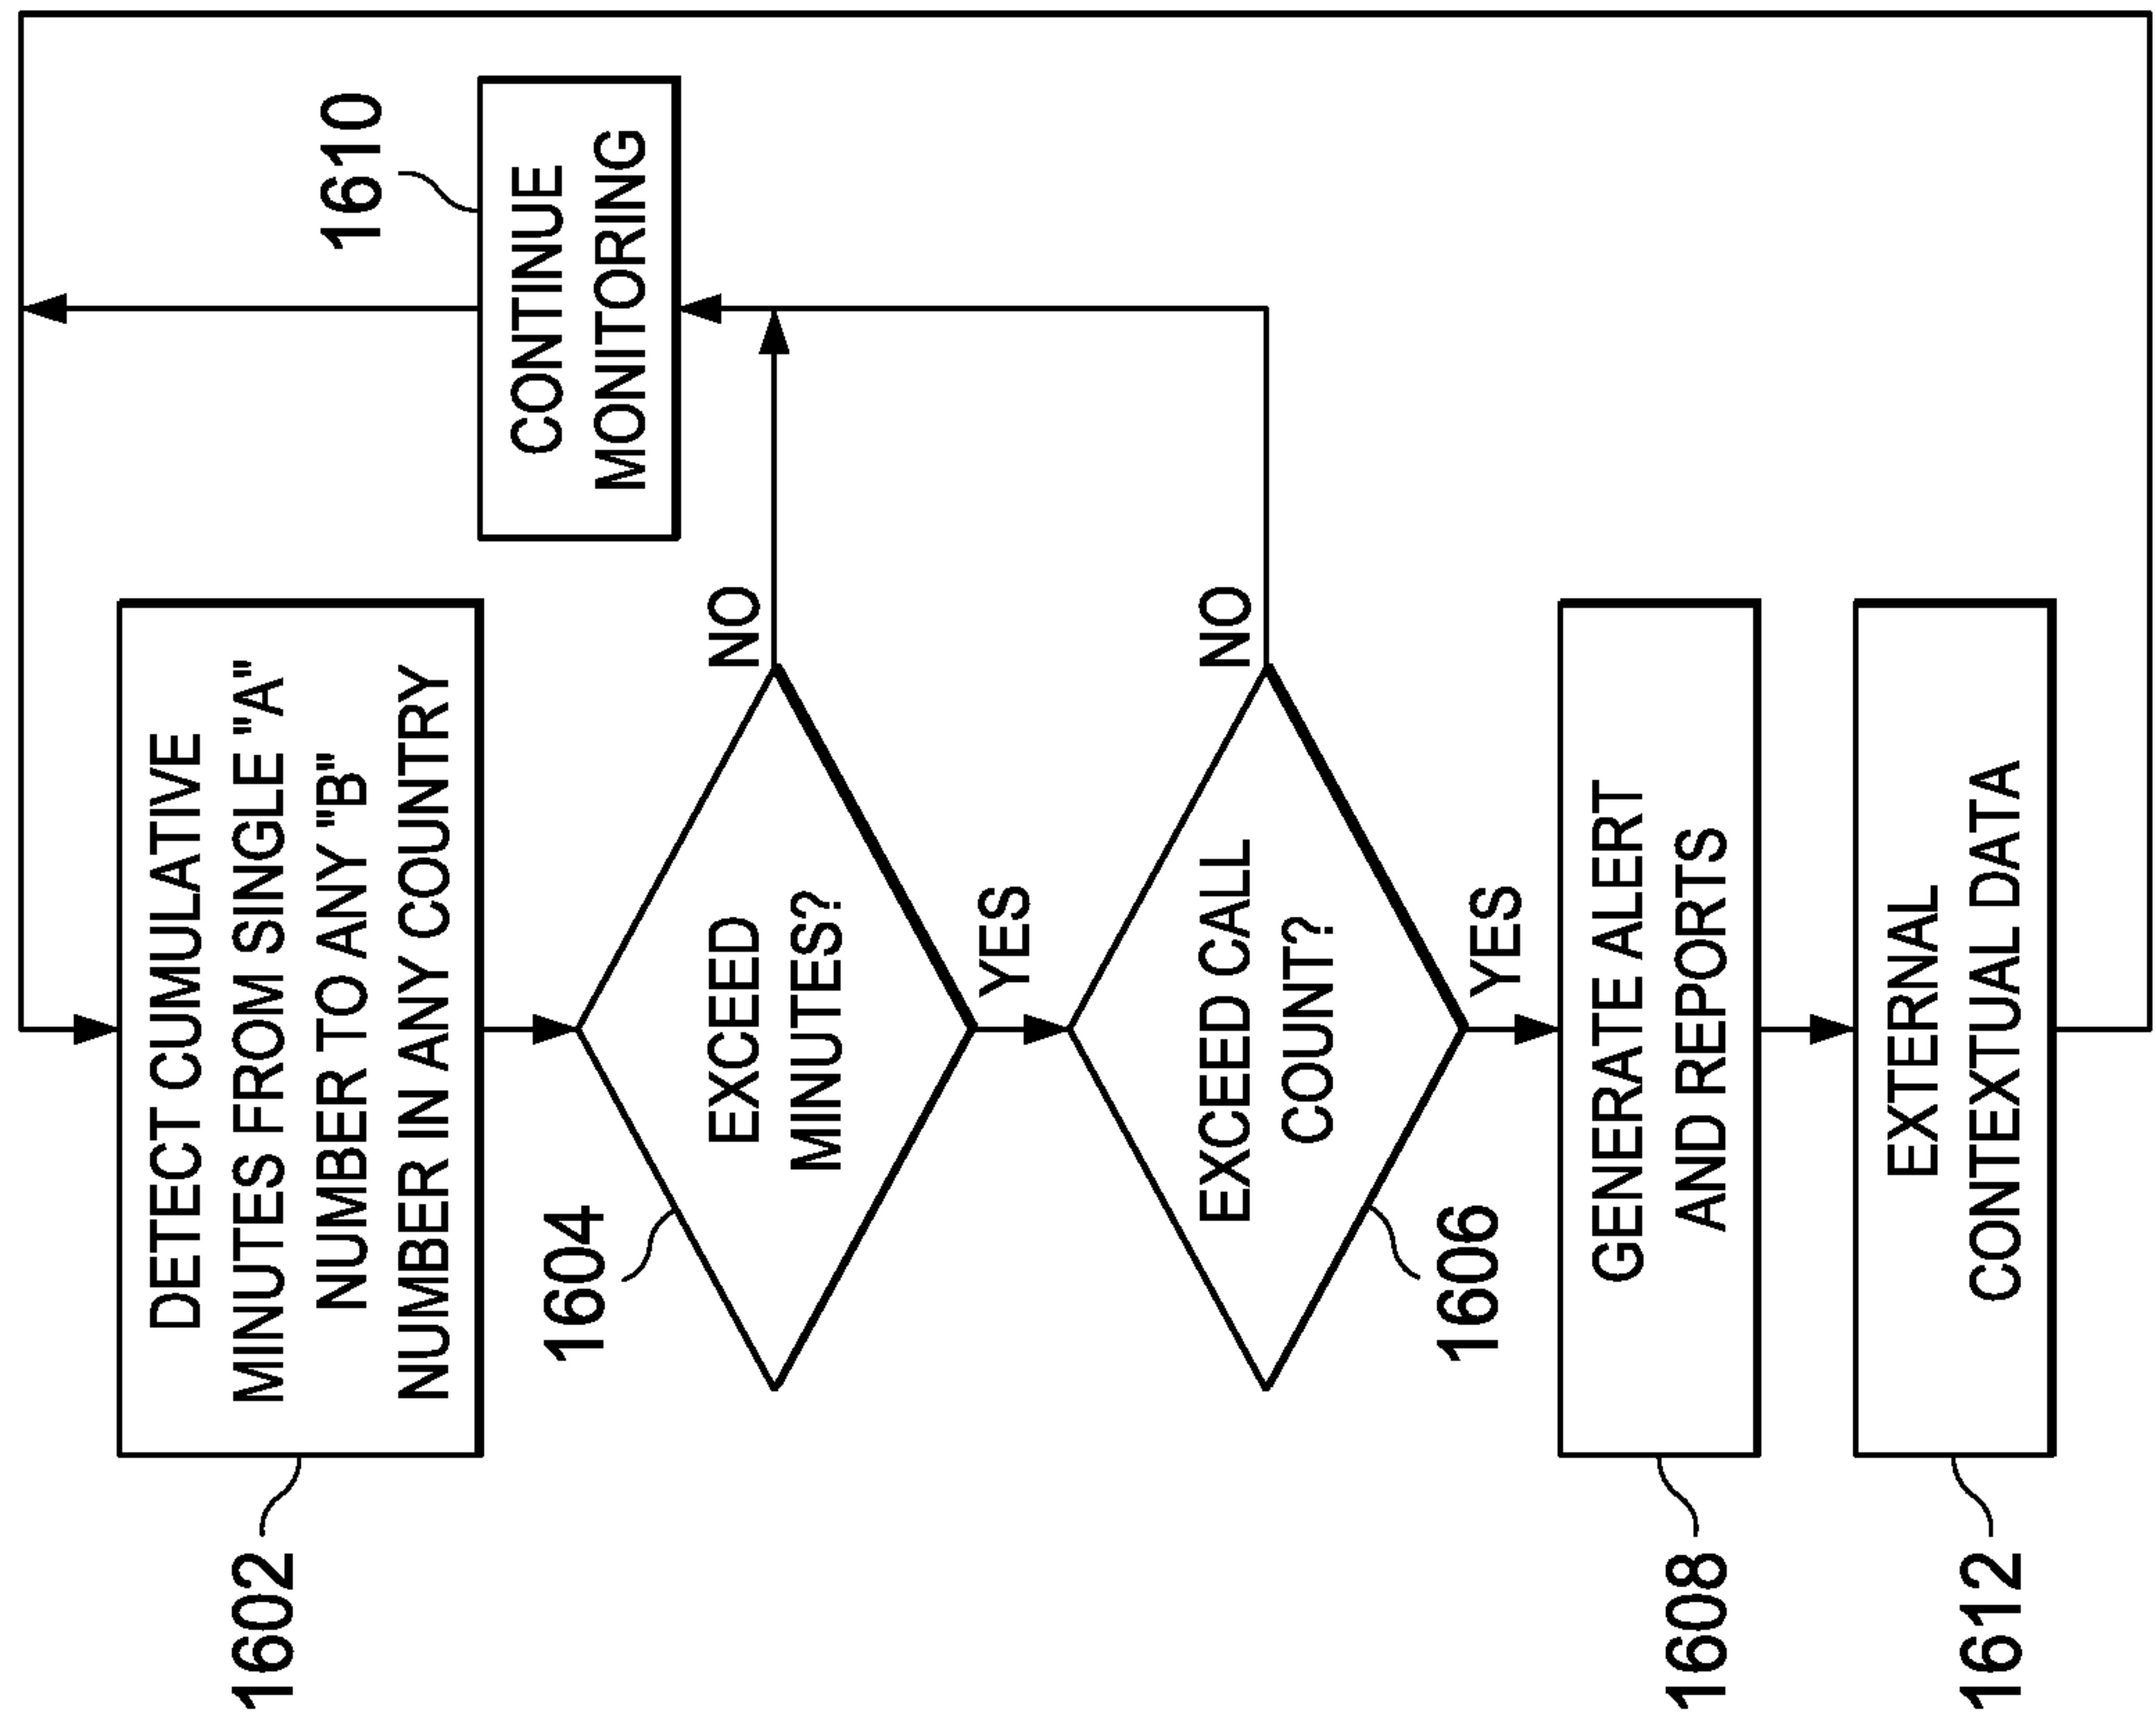 1602
DETECT CUMULATIVE
MINUTES FROM SINGLE "A"
NUMBER TO ANY "B"
NUMBER IN ANY COUNTRY
1610
CONTINUE
MONITORING
1604
EXCEED
MINUTES?
NO
YES
1606
EXCEED CALL
COUNT?
NO
YES
1608
GENERATE ALERT
AND REPORTS
1612
EXTERNAL
CONTEXTUAL DATA